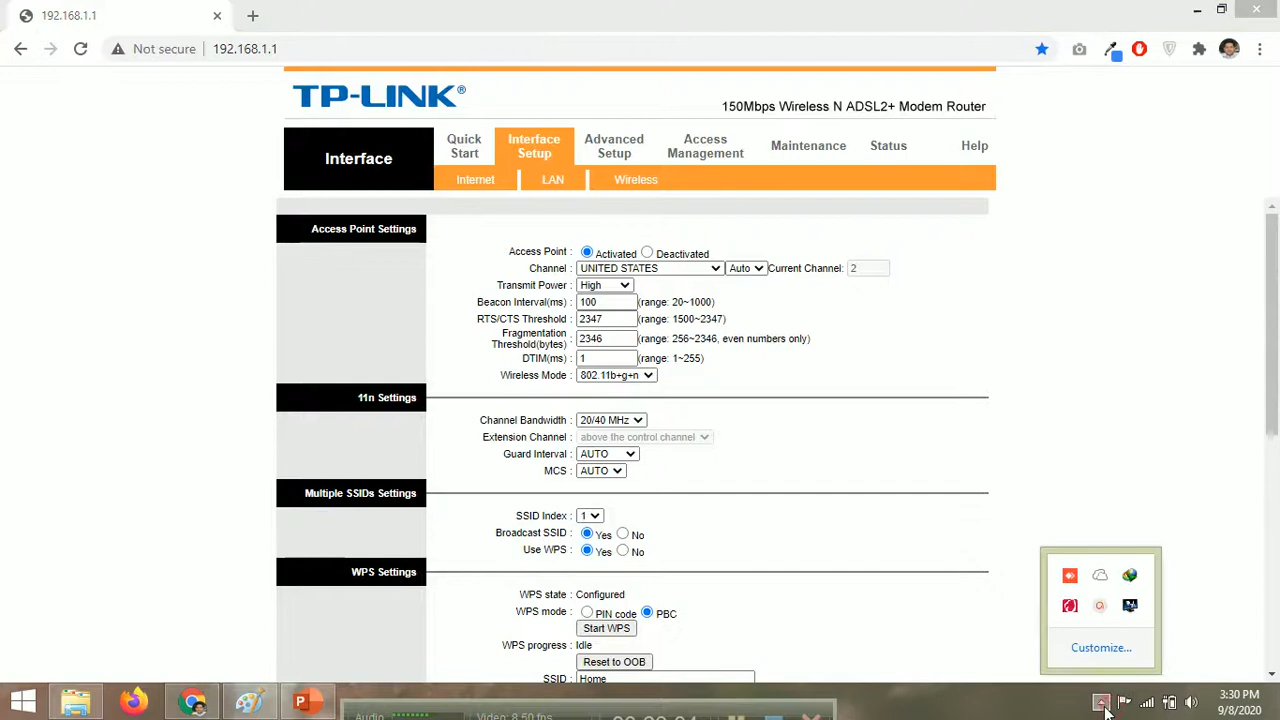 192.168.1.1
Not secure 192.168.1.1
TP-LINK®
150Mbps Wireless N ADSL2+ Modem Router
Interface
Quick Start
Interface Setup
Advanced Setup
Access Management
Maintenance
Status
Help
Internet LAN Wireless
Access Point Settings
Access Point : Activated Deactivated
Channel : UNITED STATES Auto Current Channel: 2
Transmit Power : High
Beacon Interval(ms) : 100 (range: 20~1000)
RTS/CTS Threshold : 2347 (range: 1500~2347)
Fragmentation Threshold(bytes) : 2346 (range: 256~2346, even numbers only)
DTIM(ms) : 1 (range: 1~255)
Wireless Mode : 802.11b+g+n
11n Settings
Channel Bandwidth : 20/40 MHz
Extension Channel : above the control channel
Guard Interval : AUTO
MCS : AUTO
Multiple SSIDs Settings
SSID Index : 1
Broadcast SSID : Yes No
Use WPS : Yes No
WPS Settings
WPS state : Configured
WPS mode : PIN code PBC
Start WPS
WPS progress : Idle
Reset to OOB
SSID : Home
Customize...
3:30 PM
9/8/2020
Audio Video: 8.50 fps